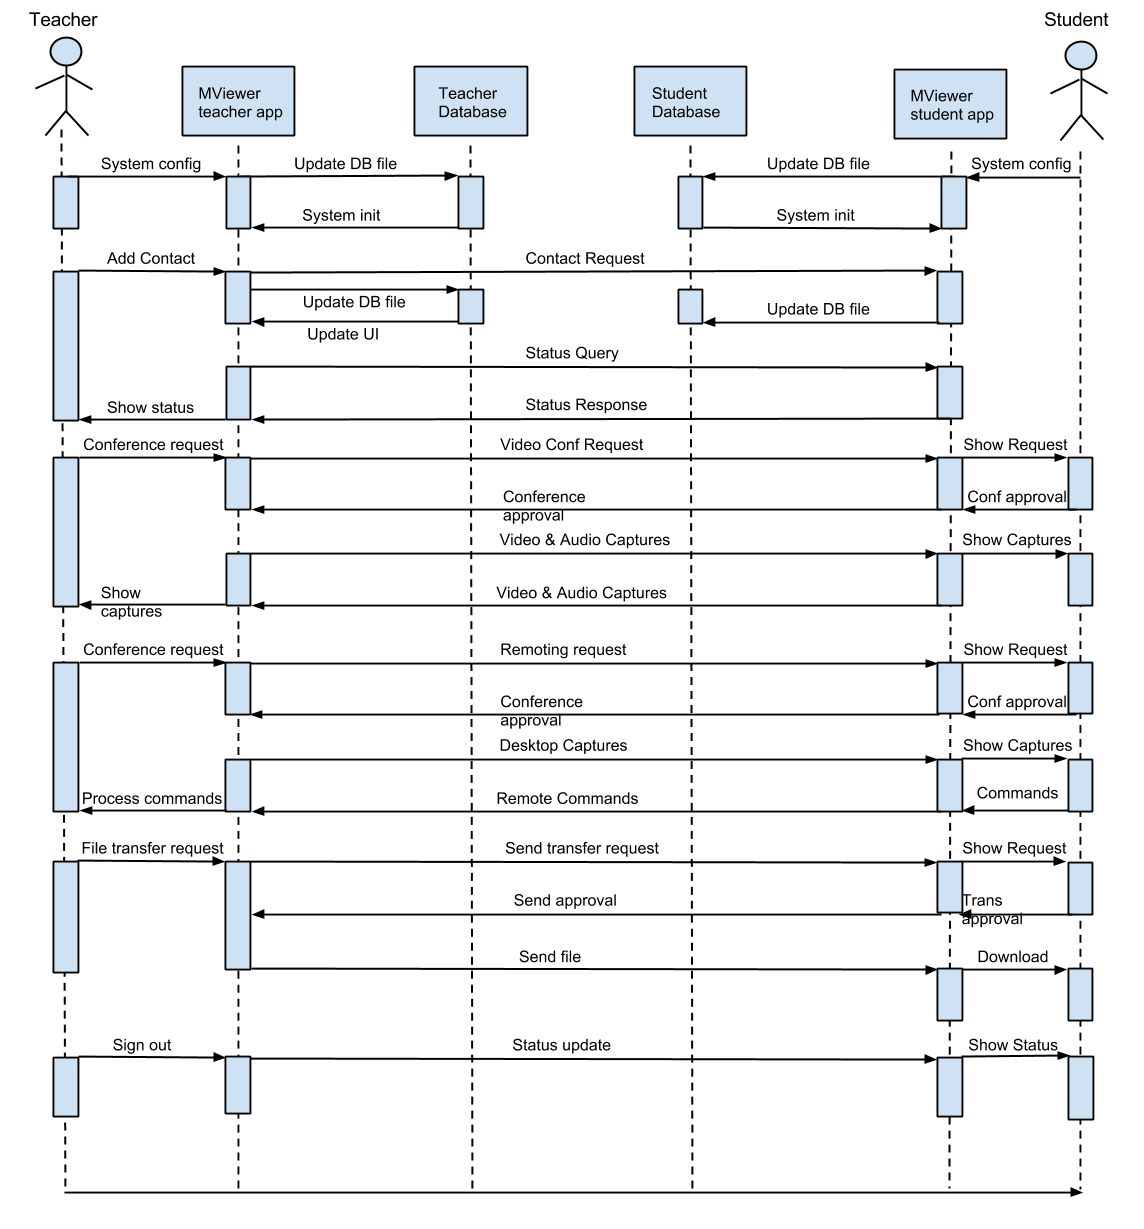 Teacher
Student
MViewer
teacher app
Teacher
Database
Student
Database
MViewer
student app
System config
Update DB file
Update DB file
System config
System init
System init
Add Contact
Contact Request
Update DB file
Update DB file
Update UI
Status Query
Show status
Status Response
Conference request
Video Conf Request
Show Request
Conference
approval
Conf approval
Video & Audio Captures
Show Captures
Show
captures
Video & Audio Captures
Conference request
Remoting request
Show Request
Conference
approval
Conf approval
Desktop Captures
Show Captures
Process commands
Remote Commands
Commands
File transfer request
Send transfer request
Show Request
Send approval
Trans
approval
Send file
Download
Sign out
Status update
Show Status